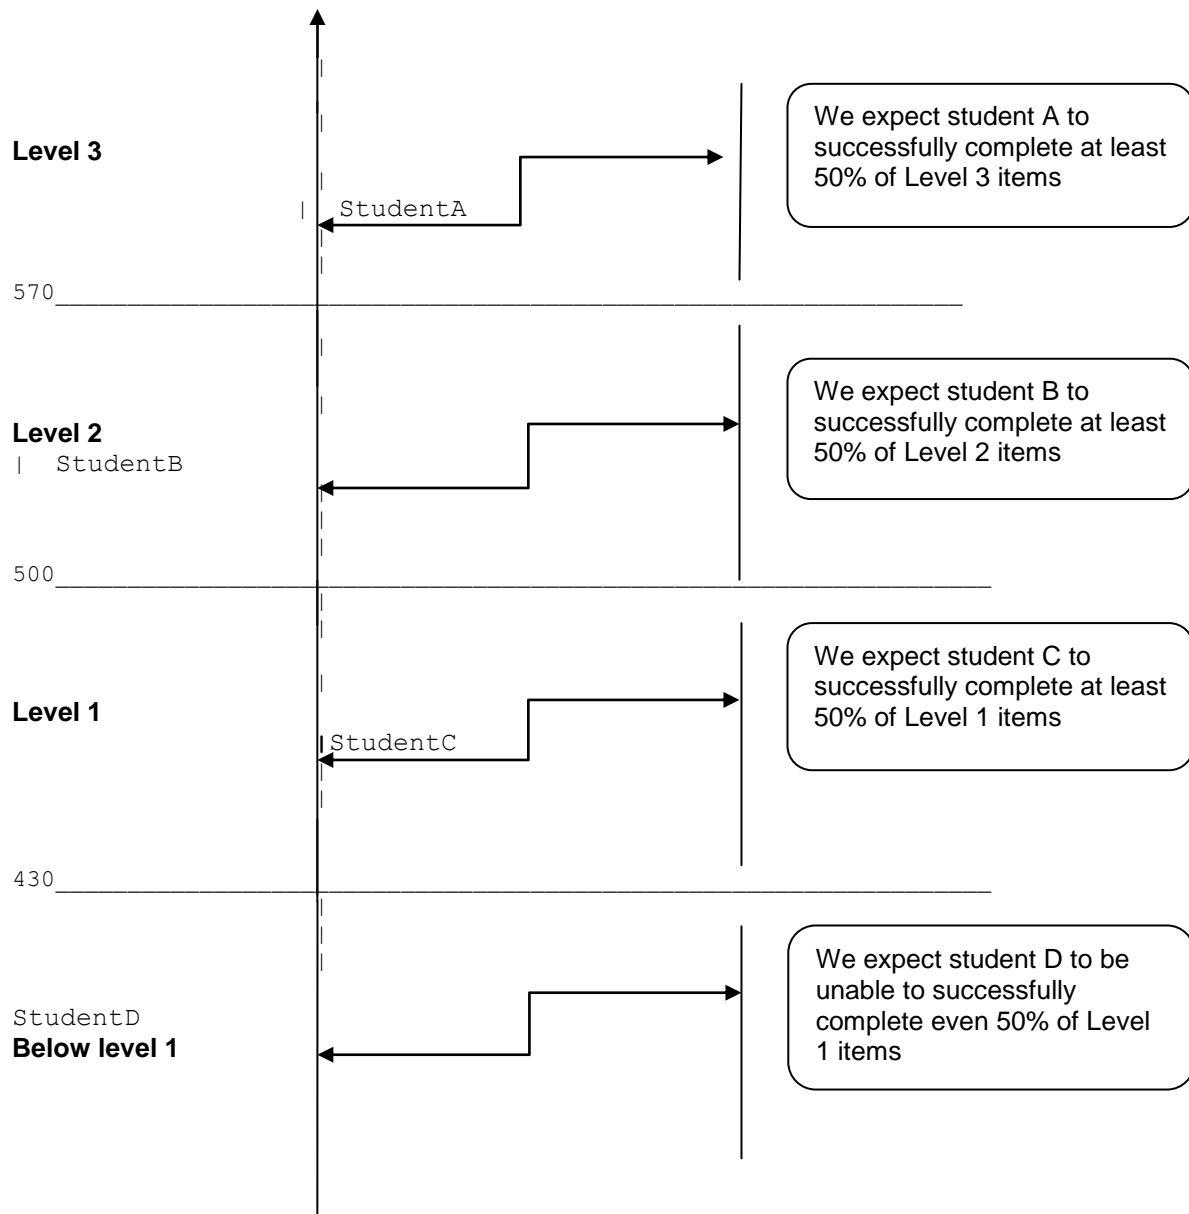 We expect student A to
successfully complete at least
50% of Level 3 items
Level 3
| StudentA
570_______________________________________________________________
We expect student B to
successfully complete at least
50% of Level 2 items
Level 2
| StudentB
500_________________________________________________________________
We expect student C to
successfully complete at least
50% of Level 1 items
Level 1
|StudentC
430_________________________________________________________________
We expect student D to be
unable to successfully
complete even 50% of Level
1 items
StudentD
Below level 1